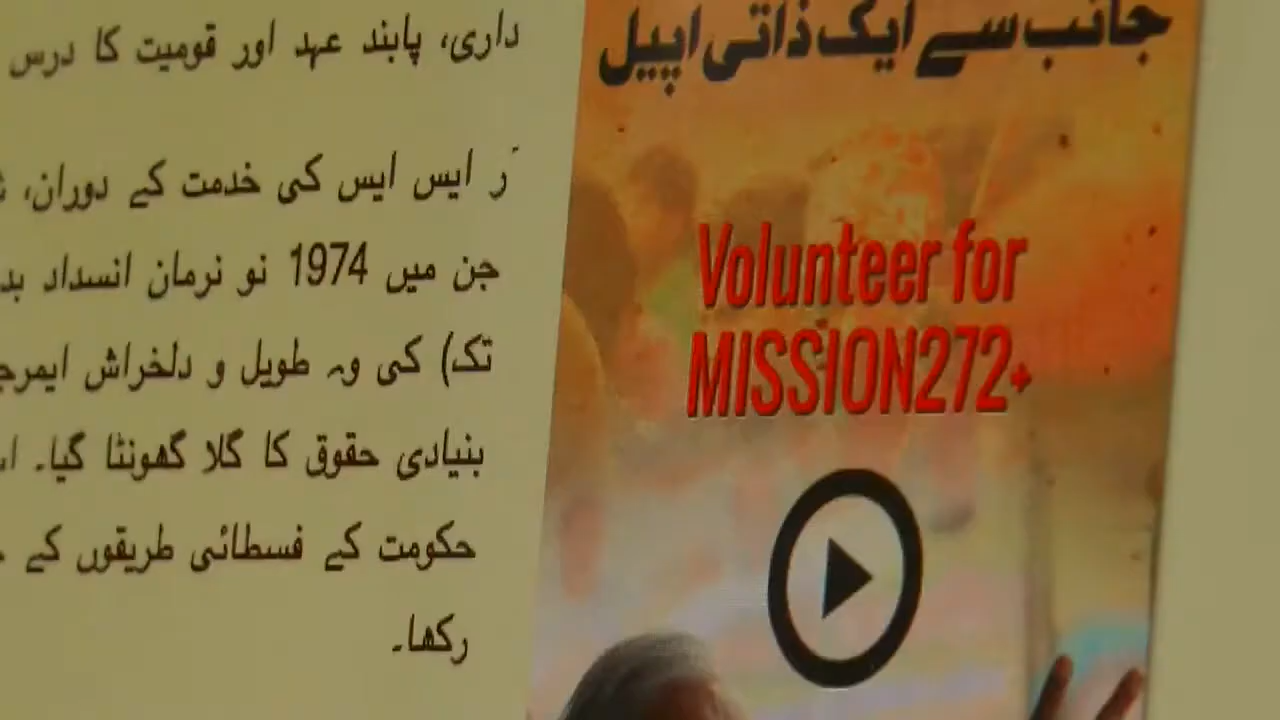 داری، پابند عہد اور قومیت کا درس
ر ایس ایس کی خدمت کے دوران،
جن میں 1974 نو نرمان انسداد
تک) کی وہ طویل و دلخراش
بنیادی حقوق کا گلا گھونٹا گیا۔
حکومت کے فسطائی طریقوں کے
رکھا۔
جانب سے ایک ذاتی اپیل
Volunteer for
MISSION272+